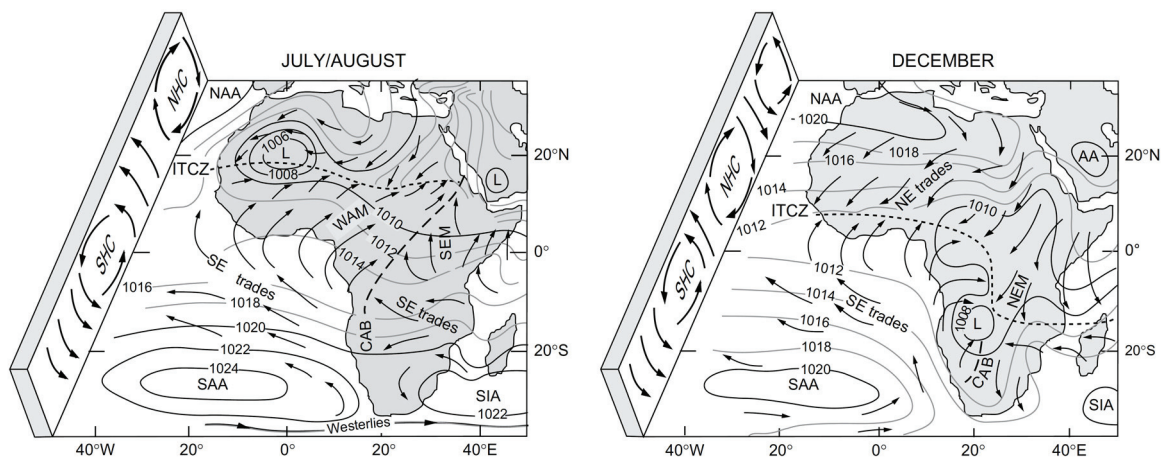 JULY/AUGUST
NHC
NAA
1006
L
20°N
ITCZ
1008
L
WAM
1010
SEM
1012
SHC
1014
0°
SE trades
1016
1018
SE trades
1020
CAB
1022
20°S
1024
SAA
SIA
1022
Westerlies
40°W
20°
0°
20°
40°E
DECEMBER
NHC
NAA
1020
1018
1016
20°N
AA
NE trades
1014
ITCZ
1010
1012
0°
SHC
1012
1014
SE trades
NEM
1016
1008
L
1018
20°S
1020
CAB
SAA
SIA
40°W
20°
0°
20°
40°E